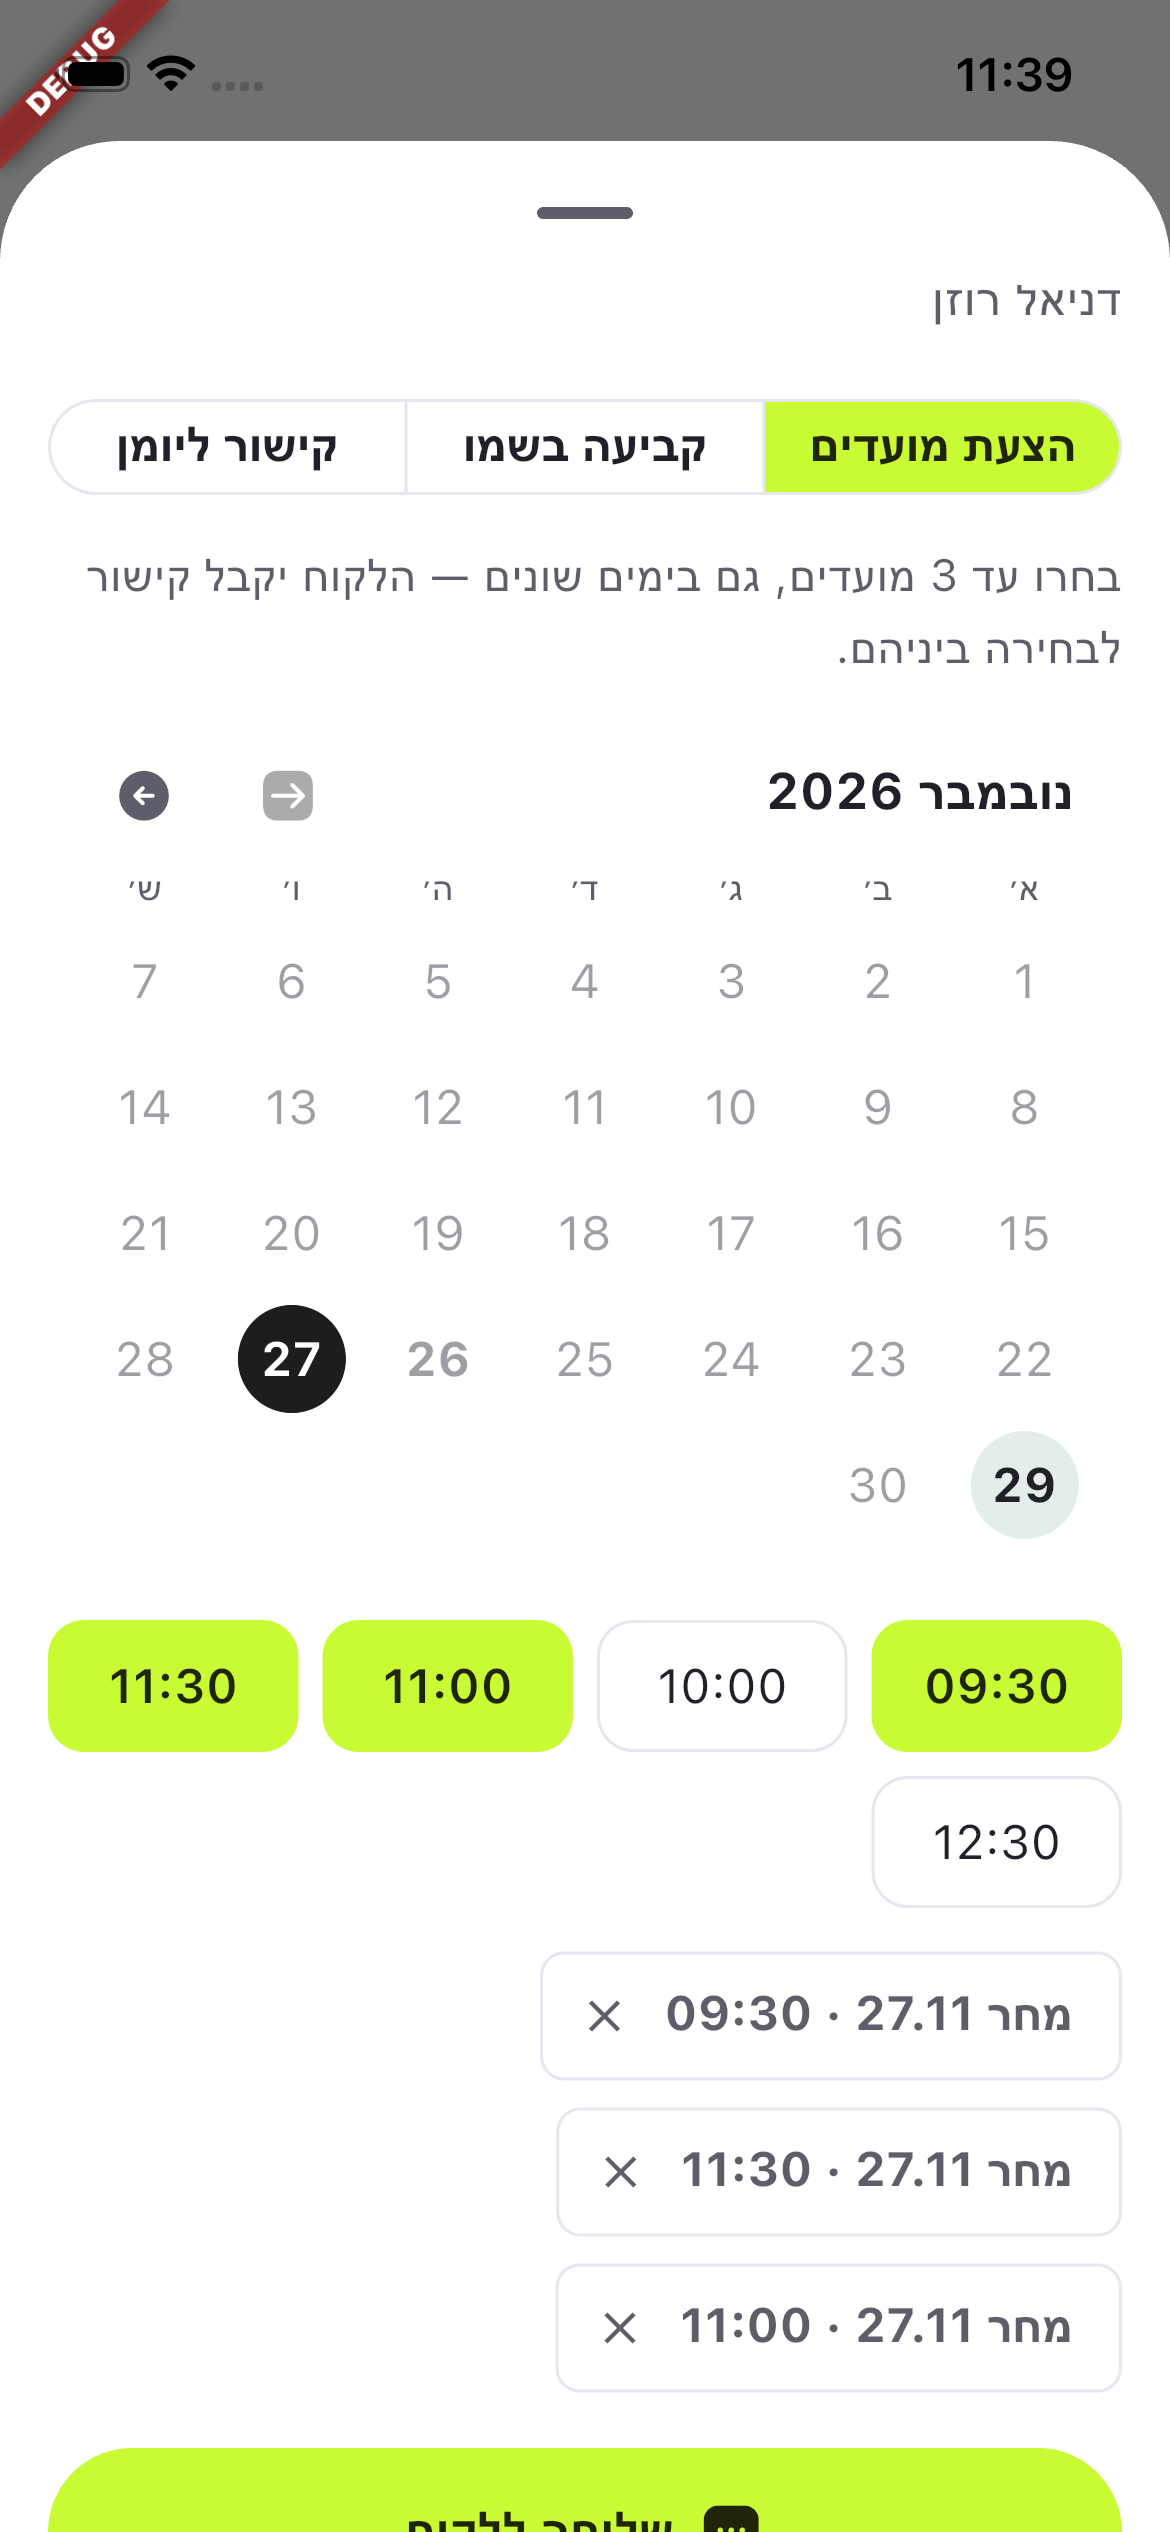 11:39
DEBUG
דניאל רוזן
הצעת מועדים קביעה בשמו קישור ליומן
בחרו עד 3 מועדים, גם בימים שונים — הלקוח יקבל קישור
לבחירה ביניהם.
נובמבר 2026
א׳ ב׳ ג׳ ד׳ ה׳ ו׳ ש׳
1 2 3 4 5 6 7
8 9 10 11 12 13 14
15 16 17 18 19 20 21
22 23 24 25 26 27 28
29 30
09:30 10:00 11:00 11:30
12:30
מחר 27.11 · 09:30
מחר 27.11 · 11:30
מחר 27.11 · 11:00
שליחה ללקוח